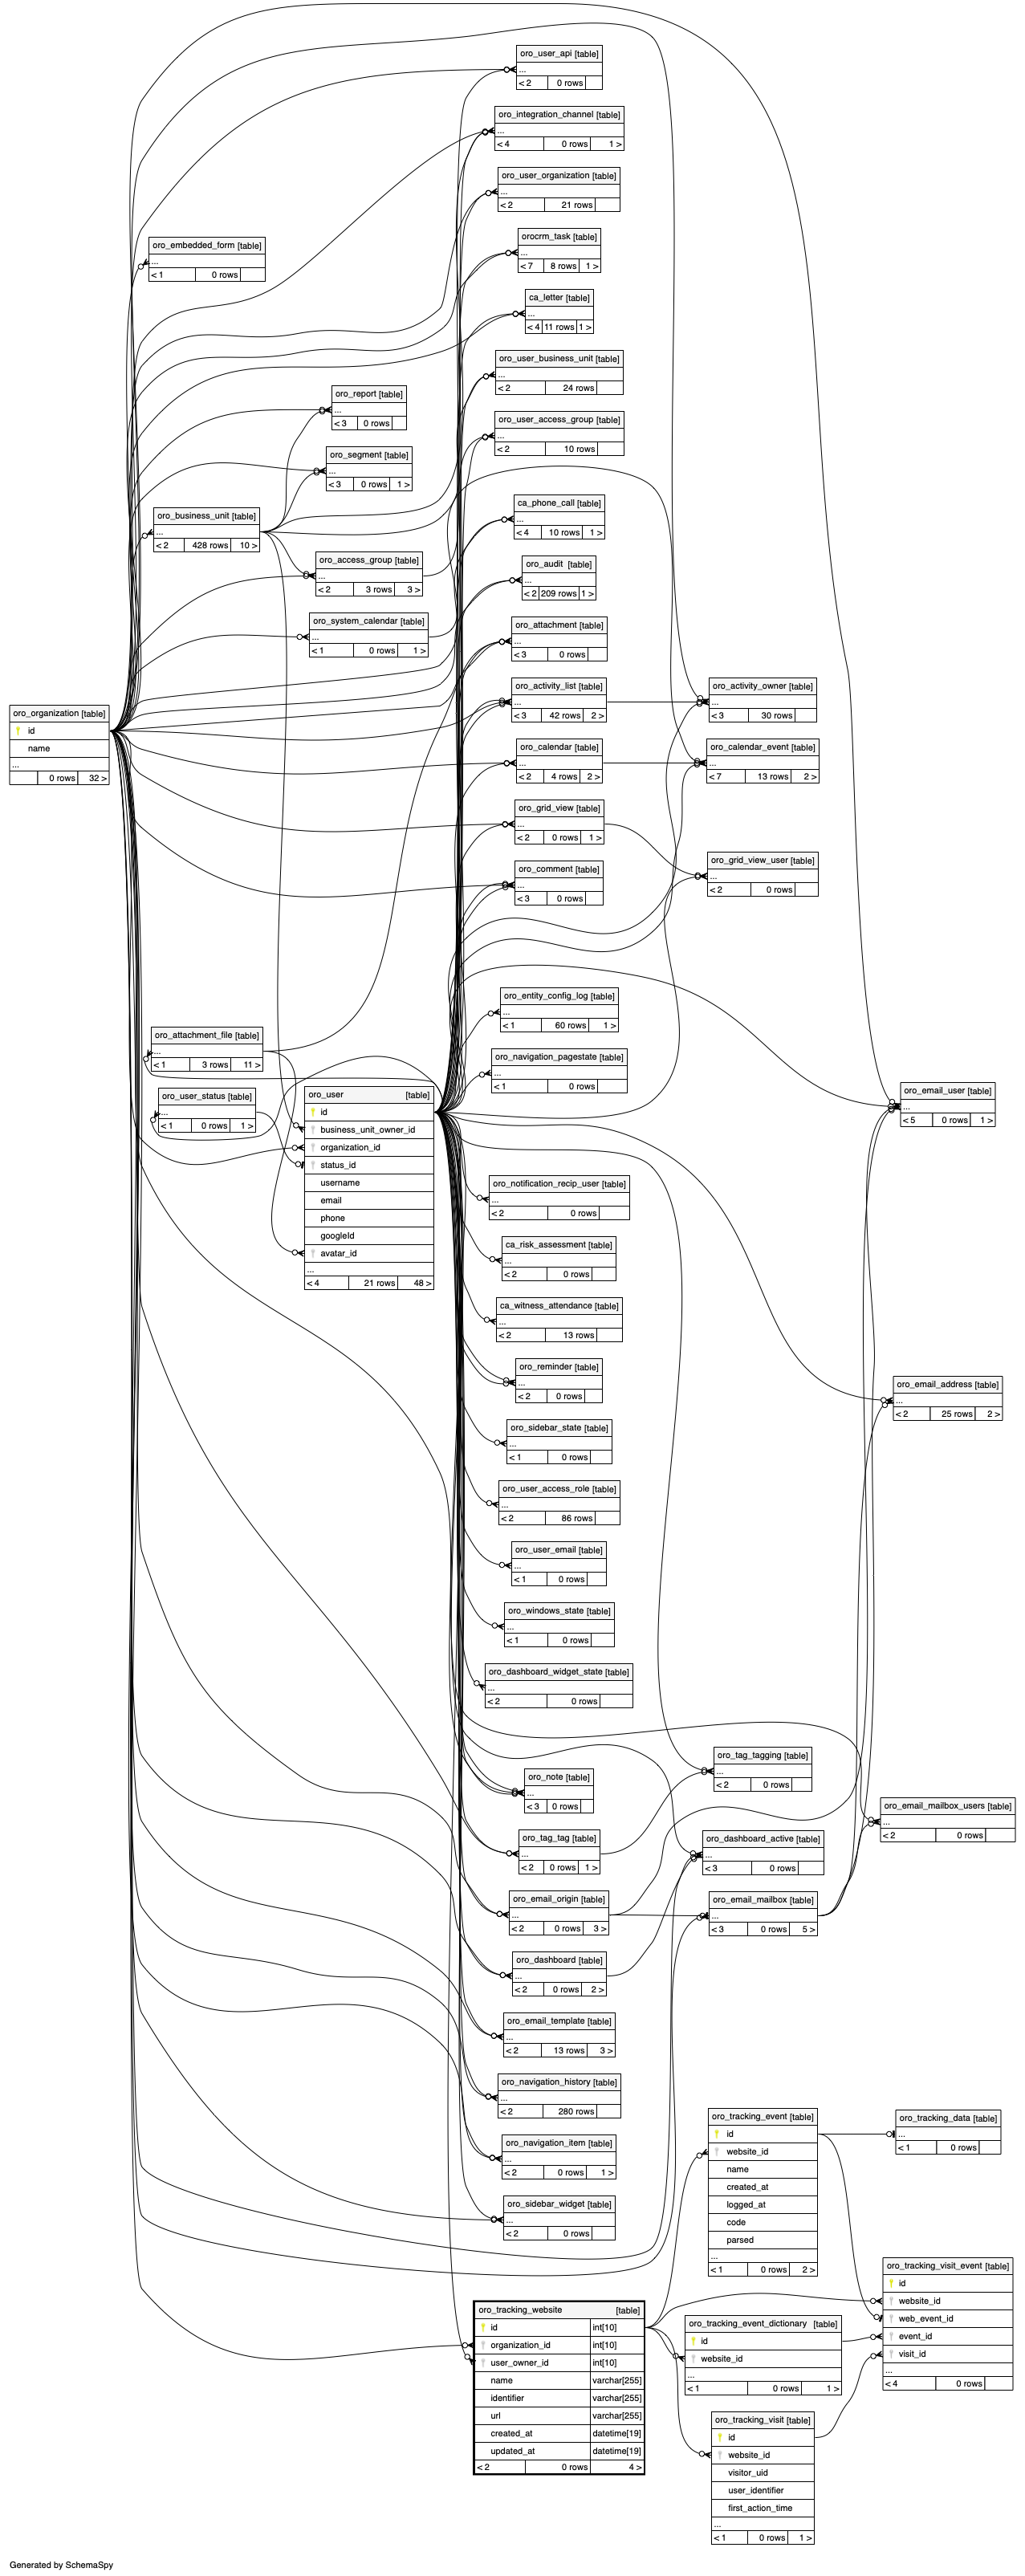 oro_user_api [table]
...
< 2 0 rows
oro_integration_channel [table]
...
< 4 0 rows 1 >
oro_user_organization [table]
...
< 2 21 rows
orocrm_task [table]
...
< 7 8 rows 1 >
oro_embedded_form [table]
...
< 1 0 rows
ca_letter [table]
...
< 4 11 rows 1 >
oro_user_business_unit [table]
...
< 2 24 rows
oro_report [table]
...
< 3 0 rows
oro_user_access_group [table]
...
< 2 10 rows
oro_segment [table]
...
< 3 0 rows 1 >
ca_phone_call [table]
...
< 4 10 rows 1 >
oro_business_unit [table]
...
< 2 428 rows 10 >
oro_access_group [table]
...
< 2 3 rows 3 >
oro_audit [table]
...
< 2 209 rows 1 >
oro_system_calendar [table]
...
< 1 0 rows 1 >
oro_attachment [table]
...
< 3 0 rows
oro_activity_list [table]
...
< 3 42 rows 2 >
oro_activity_owner [table]
...
< 3 30 rows
oro_organization [table]
id
name
...
0 rows 32 >
oro_calendar [table]
...
< 2 4 rows 2 >
oro_calendar_event [table]
...
< 7 13 rows 2 >
oro_grid_view [table]
...
< 2 0 rows 1 >
oro_grid_view_user [table]
...
< 2 0 rows
oro_comment [table]
...
< 3 0 rows
oro_entity_config_log [table]
...
< 1 60 rows 1 >
oro_attachment_file [table]
...
< 1 3 rows 11 >
oro_navigation_pagestate [table]
...
< 1 0 rows
oro_user_status [table]
...
< 1 0 rows 1 >
oro_email_user [table]
...
< 5 0 rows 1 >
oro_user [table]
id
business_unit_owner_id
organization_id
status_id
username
email
phone
googleId
avatar_id
...
< 4 21 rows 48 >
oro_notification_recip_user [table]
...
< 2 0 rows
ca_risk_assessment [table]
...
< 2 0 rows
ca_witness_attendance [table]
...
< 2 13 rows
oro_reminder [table]
...
< 2 0 rows
oro_email_address [table]
...
< 2 25 rows 2 >
oro_sidebar_state [table]
...
< 1 0 rows
oro_user_access_role [table]
...
< 2 86 rows
oro_user_email [table]
...
< 1 0 rows
oro_windows_state [table]
...
< 1 0 rows
oro_dashboard_widget_state [table]
...
< 2 0 rows
oro_tag_tagging [table]
...
< 2 0 rows
oro_note [table]
...
< 3 0 rows
oro_email_mailbox_users [table]
...
< 2 0 rows
oro_tag_tag [table]
...
< 2 0 rows 1 >
oro_dashboard_active [table]
...
< 3 0 rows
oro_email_origin [table]
...
< 2 0 rows 3 >
oro_email_mailbox [table]
...
< 3 0 rows 5 >
oro_dashboard [table]
...
< 2 0 rows 2 >
oro_email_template [table]
...
< 2 13 rows 3 >
oro_navigation_history [table]
...
< 2 280 rows
oro_navigation_item [table]
...
< 2 0 rows 1 >
oro_sidebar_widget [table]
...
< 2 0 rows
oro_tracking_event [table]
id
website_id
name
created_at
logged_at
code
parsed
...
< 1 0 rows 2 >
oro_tracking_data [table]
...
< 1 0 rows
oro_tracking_visit_event [table]
id
website_id
web_event_id
event_id
visit_id
...
< 4 0 rows
oro_tracking_website [table]
id int[10]
organization_id int[10]
user_owner_id int[10]
name varchar[255]
identifier varchar[255]
url varchar[255]
created_at datetime[19]
updated_at datetime[19]
< 2 0 rows 4 >
oro_tracking_event_dictionary [table]
id
website_id
...
< 1 0 rows 1 >
oro_tracking_visit [table]
id
website_id
visitor_uid
user_identifier
first_action_time
...
< 1 0 rows 1 >
Generated by SchemaSpy